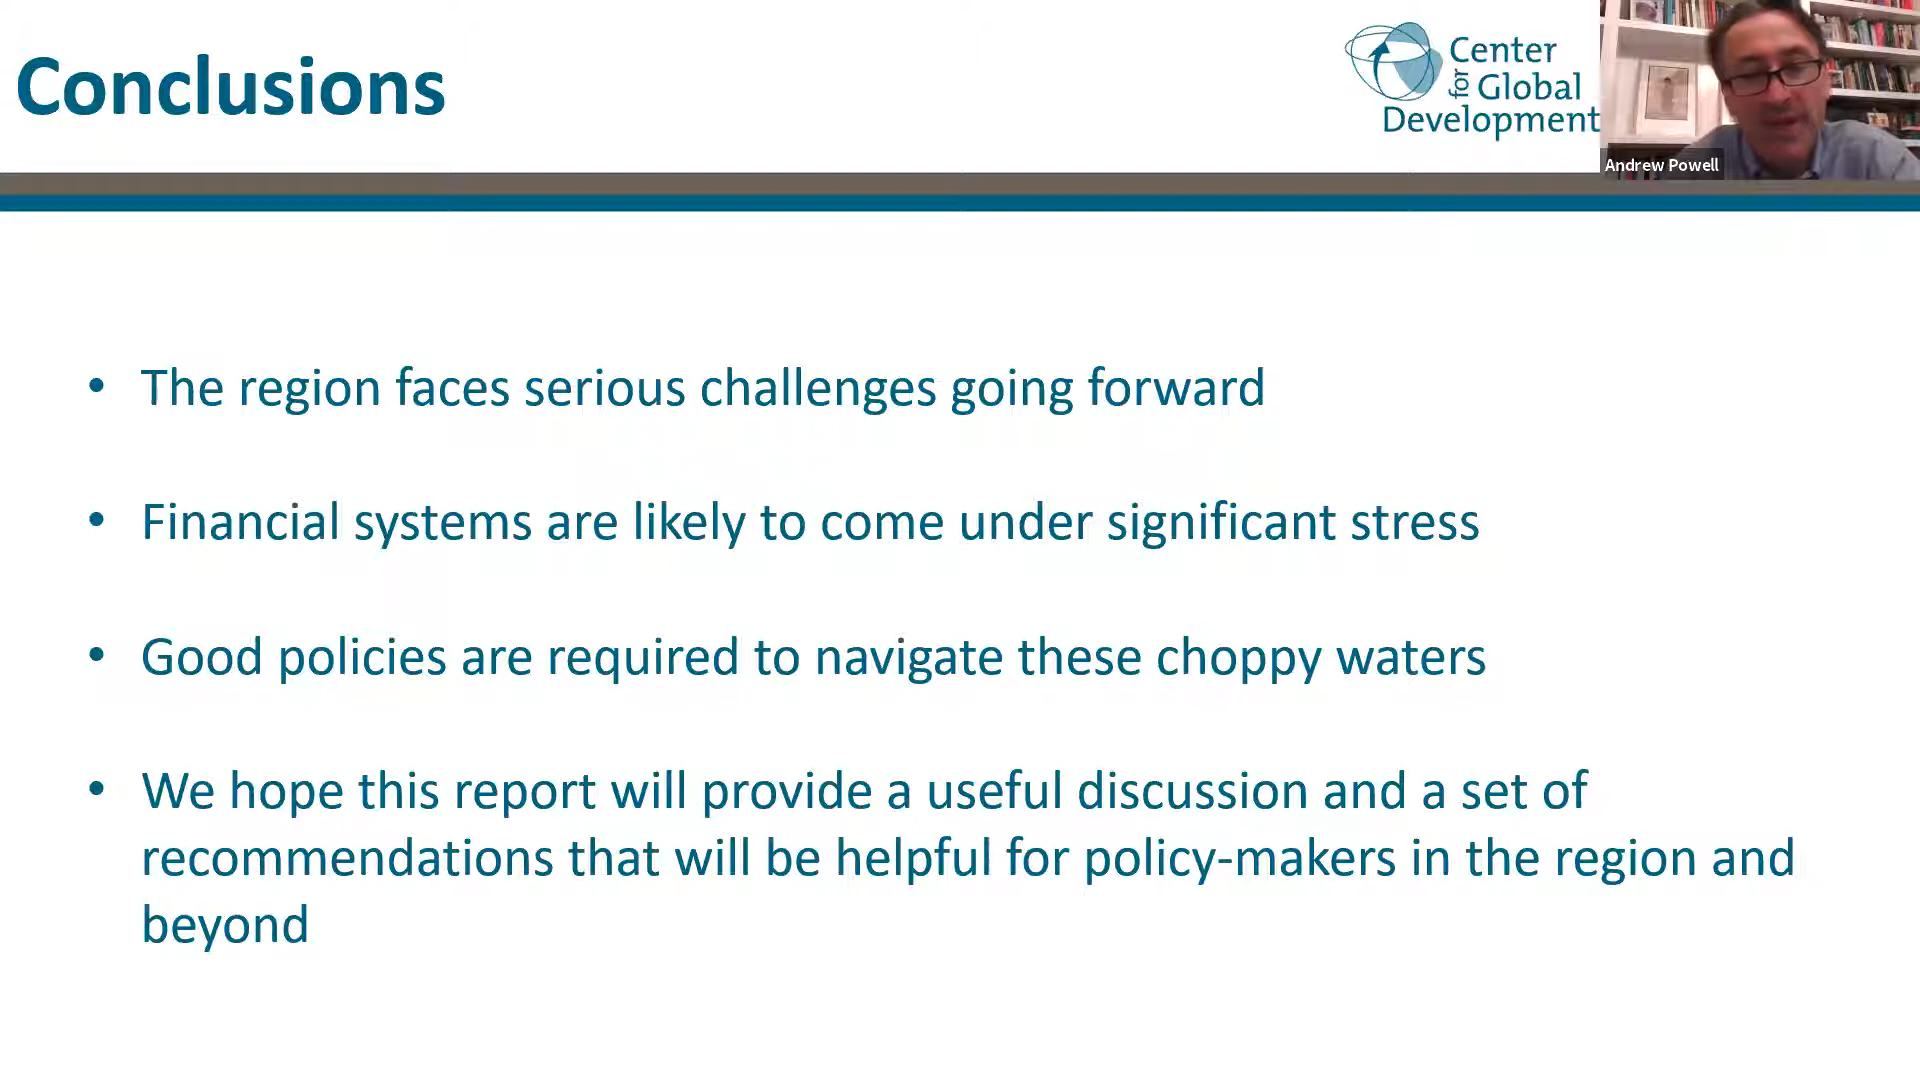 Conclusions
Center
for Global
Development
Andrew Powell
• The region faces serious challenges going forward
• Financial systems are likely to come under significant stress
• Good policies are required to navigate these choppy waters
• We hope this report will provide a useful discussion and a set of
recommendations that will be helpful for policy-makers in the region and
beyond